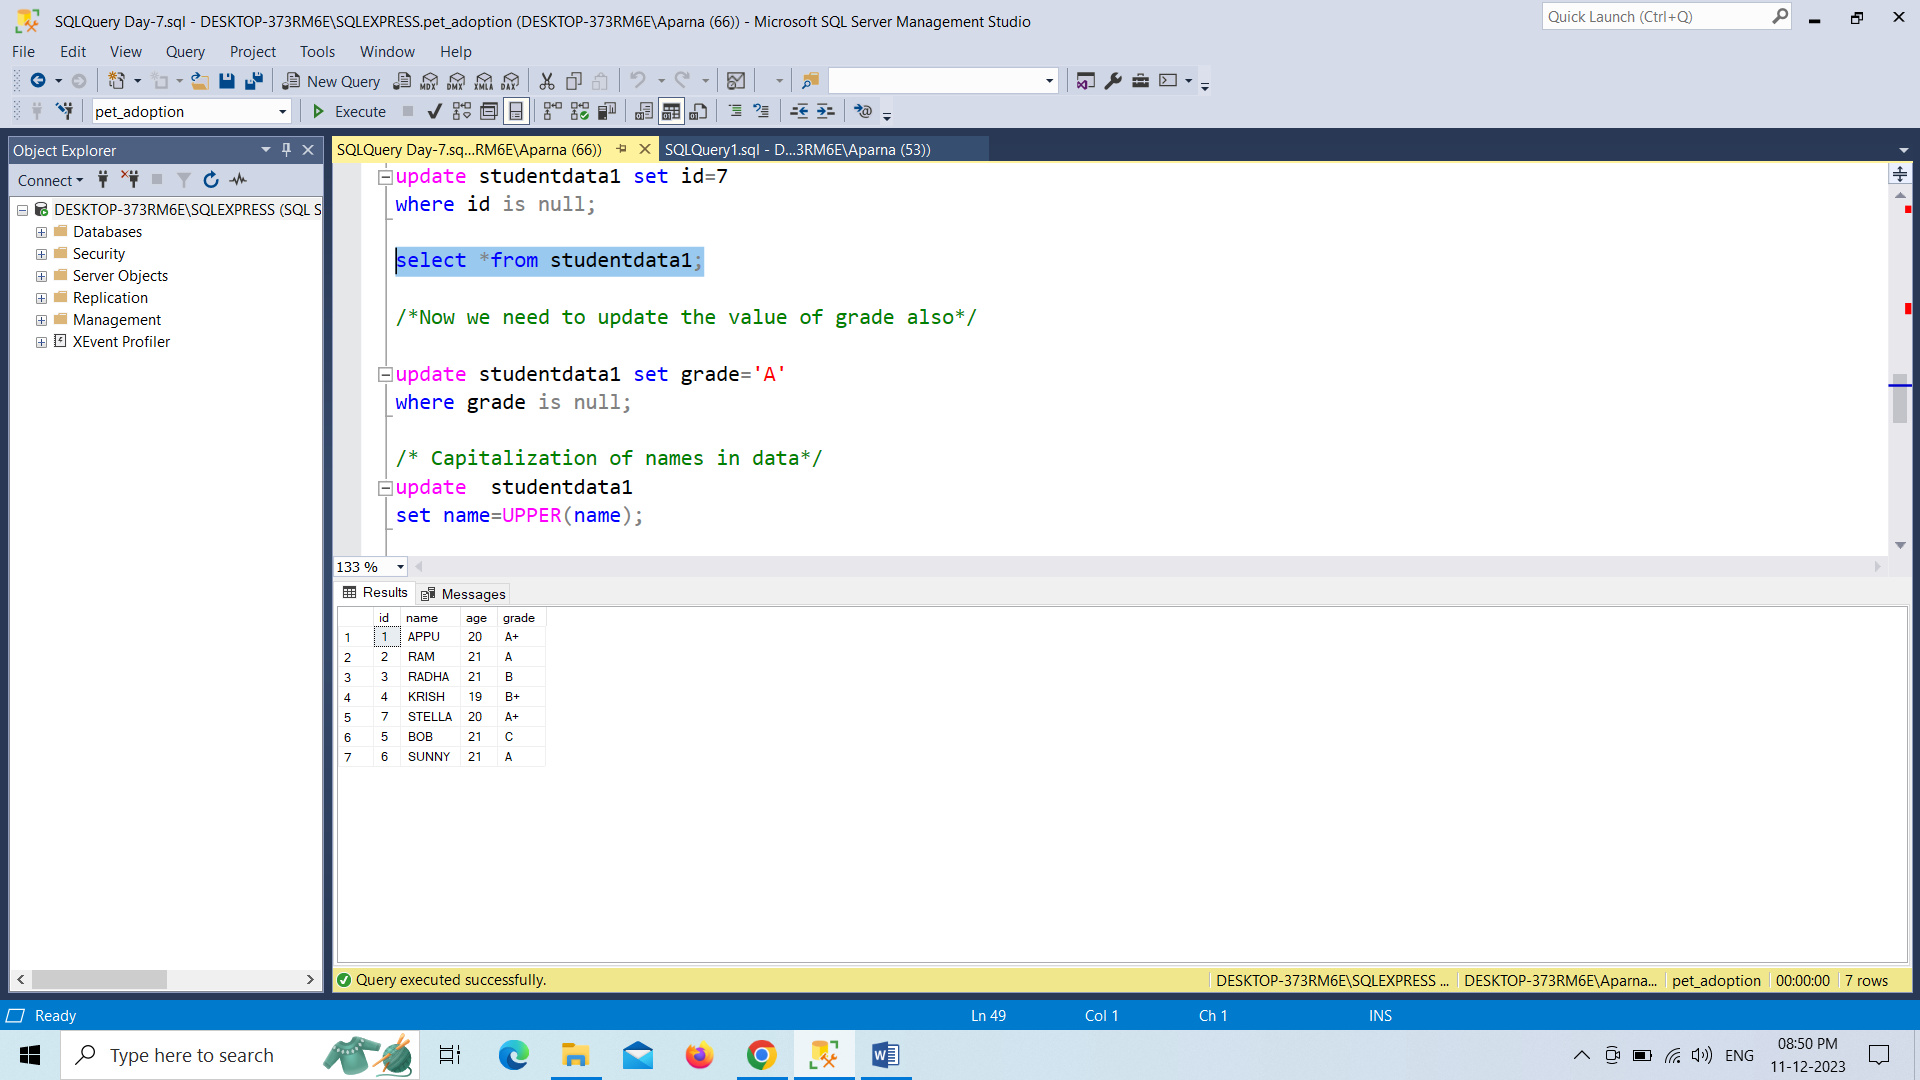 SQLQuery Day-7.sql - DESKTOP-373RM6E\SQLEXPRESS.pet_adoption (DESKTOP-373RM6E\Aparna (66)) - Microsoft SQL Server Management Studio
Quick Launch (Ctrl+Q)
File Edit View Query Project Tools Window Help
New Query MDX DMX XMLA DAX
pet_adoption Execute
Object Explorer
SQLQuery Day-7.sq...RM6E\Aparna (66)) SQLQuery1.sql - D...3RM6E\Aparna (53))
Connect
DESKTOP-373RM6E\SQLEXPRESS (SQL S
Databases
Security
Server Objects
Replication
Management
XEvent Profiler
update studentdata1 set id=7
where id is null;
select *from studentdata1;
/*Now we need to update the value of grade also*/
update studentdata1 set grade='A'
where grade is null;
/* Capitalization of names in data*/
update  studentdata1
set name=UPPER(name);
133 %
Results Messages
id name age grade
1 1 APPU 20 A+
2 2 RAM 21 A
3 3 RADHA 21 B
4 4 KRISH 19 B+
5 7 STELLA 20 A+
6 5 BOB 21 C
7 6 SUNNY 21 A
Query executed successfully. DESKTOP-373RM6E\SQLEXPRESS ... DESKTOP-373RM6E\Aparna... pet_adoption 00:00:00 7 rows
Ready Ln 49 Col 1 Ch 1 INS
Type here to search
ENG 08:50 PM
11-12-2023